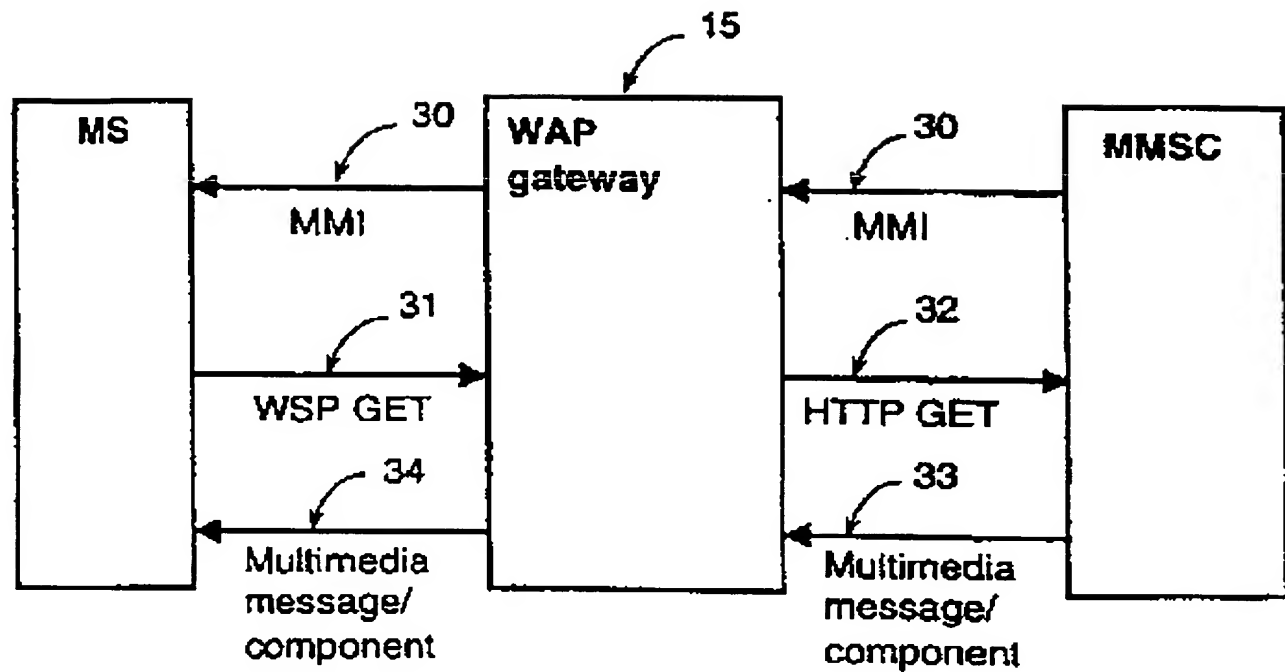 15
MS
30
WAP
gateway
30
MMSC
MMI
MMI
31
32
WSP GET
HTTP GET
34
33
Multimedia
message/
component
Multimedia
message/
component